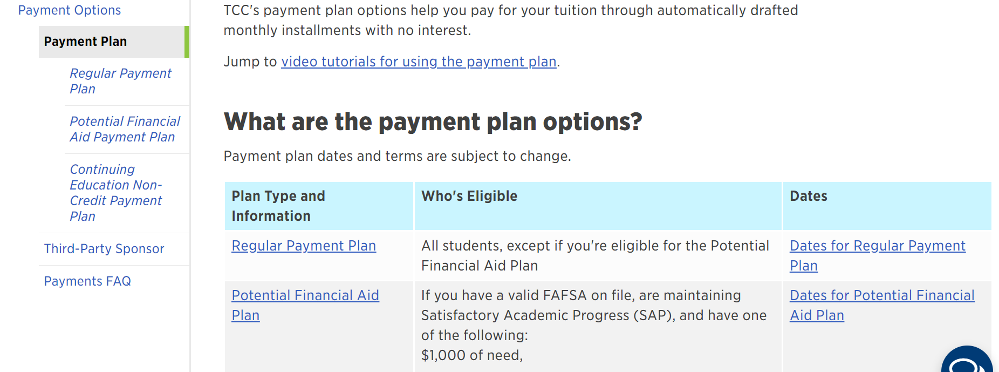 Payment Options
Payment Plan
Regular Payment
Plan
Potential Financial
Aid Payment Plan
Continuing
Education Non-
Credit Payment
Plan
Third-Party Sponsor
Payments FAQ
TCC's payment plan options help you pay for your tuition through automatically drafted
monthly installments with no interest.
Jump to video tutorials for using the payment plan.
What are the payment plan options?
Payment plan dates and terms are subject to change.
Plan Type and
Information
Who's Eligible
Dates
Regular Payment Plan
All students, except if you're eligible for the Potential
Financial Aid Plan
Dates for Regular Payment
Plan
Potential Financial Aid
Plan
If you have a valid FAFSA on file, are maintaining
Satisfactory Academic Progress (SAP), and have one
of the following:
$1,000 of need,
Dates for Potential Financial
Aid Plan